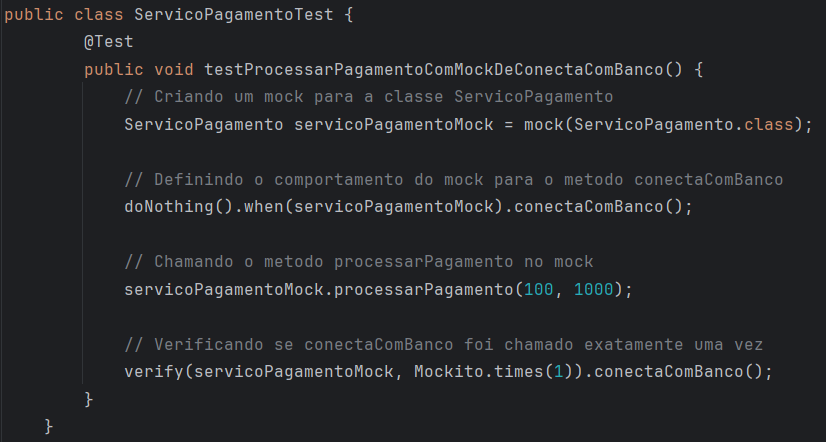 public class ServicoPagamentoTest {
@Test
public void testProcessarPagamentoComMockDeConectaComBanco() {
// Criando um mock para a classe ServicoPagamento
ServicoPagamento servicoPagamentoMock = mock(ServicoPagamento.class);
// Definindo o comportamento do mock para o metodo conectaComBanco
doNothing().when(servicoPagamentoMock).conectaComBanco();
// Chamando o metodo processarPagamento no mock
servicoPagamentoMock.processarPagamento(100, 1000);
// Verificando se conectaComBanco foi chamado exatamente uma vez
verify(servicoPagamentoMock, Mockito.times(1)).conectaComBanco();
}
}